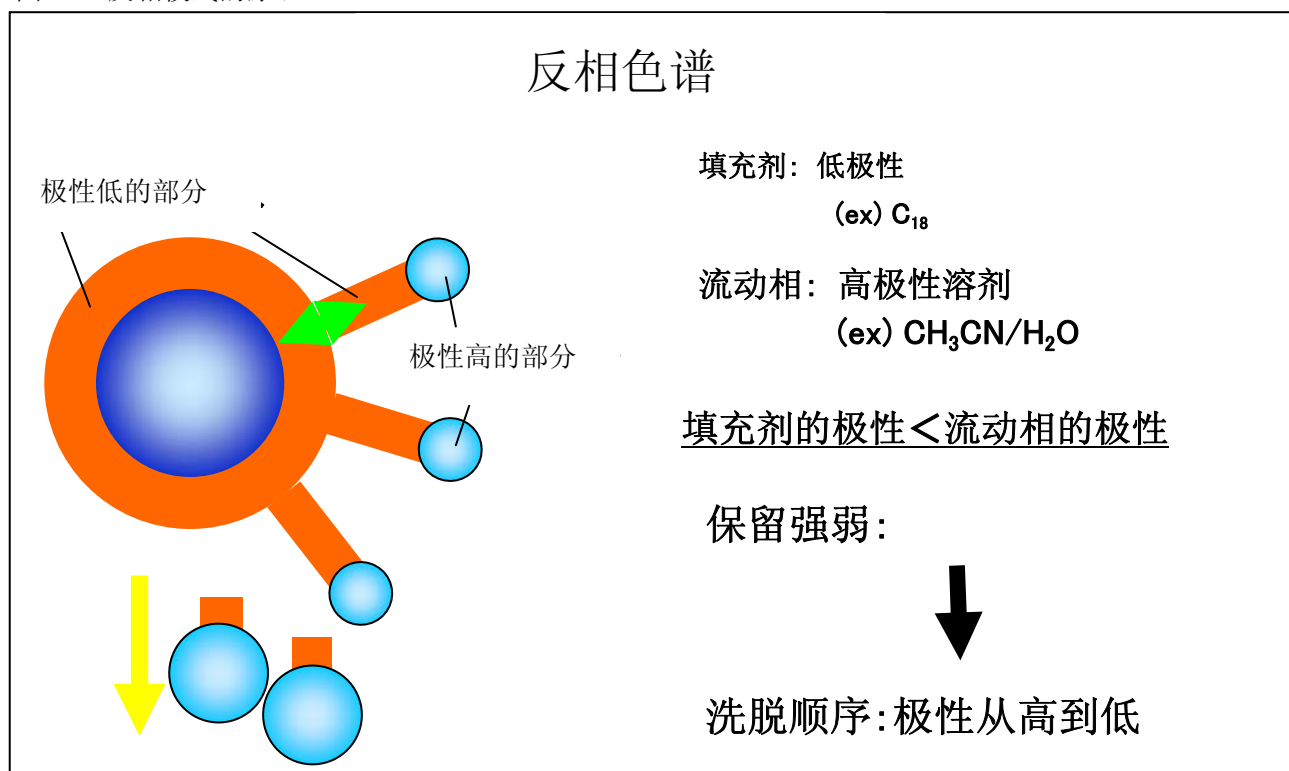 反相色谱
极性低的部分
极性高的部分
填充剂：低极性
(ex) C₁₈
流动相：高极性溶剂
(ex) CH₃CN/H₂O
填充剂的极性＜流动相的极性
保留强弱：
洗脱顺序：极性从高到低